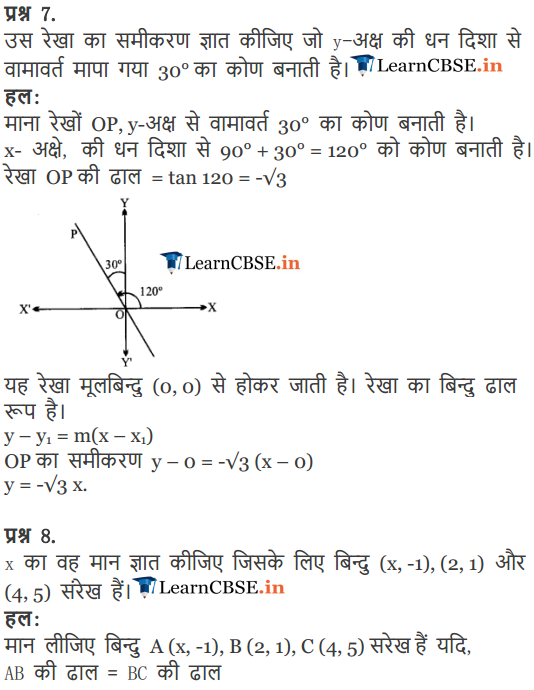 प्रश्न 7.
उस रेखा का समीकरण ज्ञात कीजिए जो y-अक्ष की धन दिशा से
वामावर्त मापा गया 30° का कोण बनाती है। LearnCBSE.in
हल:
माना रेखों OP, y-अक्ष से वामावर्त 30° का कोण बनाती है।
x- अक्षे, की धन दिशा से 90° + 30° = 120° को कोण बनाती है।
रेखा OP की ढाल = tan 120 = -√3
Y
P
30°
LearnCBSE.in
120°
X'
O
X
Y'
यह रेखा मूलबिन्दु (0, 0) से होकर जाती है। रेखा का बिन्दु ढाल
रूप है।
y – y₁ = m(x – x₁)
OP का समीकरण y – 0 = -√3 (x – 0)
y = -√3 x.
प्रश्न 8.
x का वह मान ज्ञात कीजिए जिसके लिए बिन्दु (x, -1), (2, 1) और
(4, 5) संरेख हैं। LearnCBSE.in
हल:
मान लीजिए बिन्दु A (x, -1), B (2, 1), C (4, 5) सरेख हैं यदि,
AB की ढाल = BC की ढाल